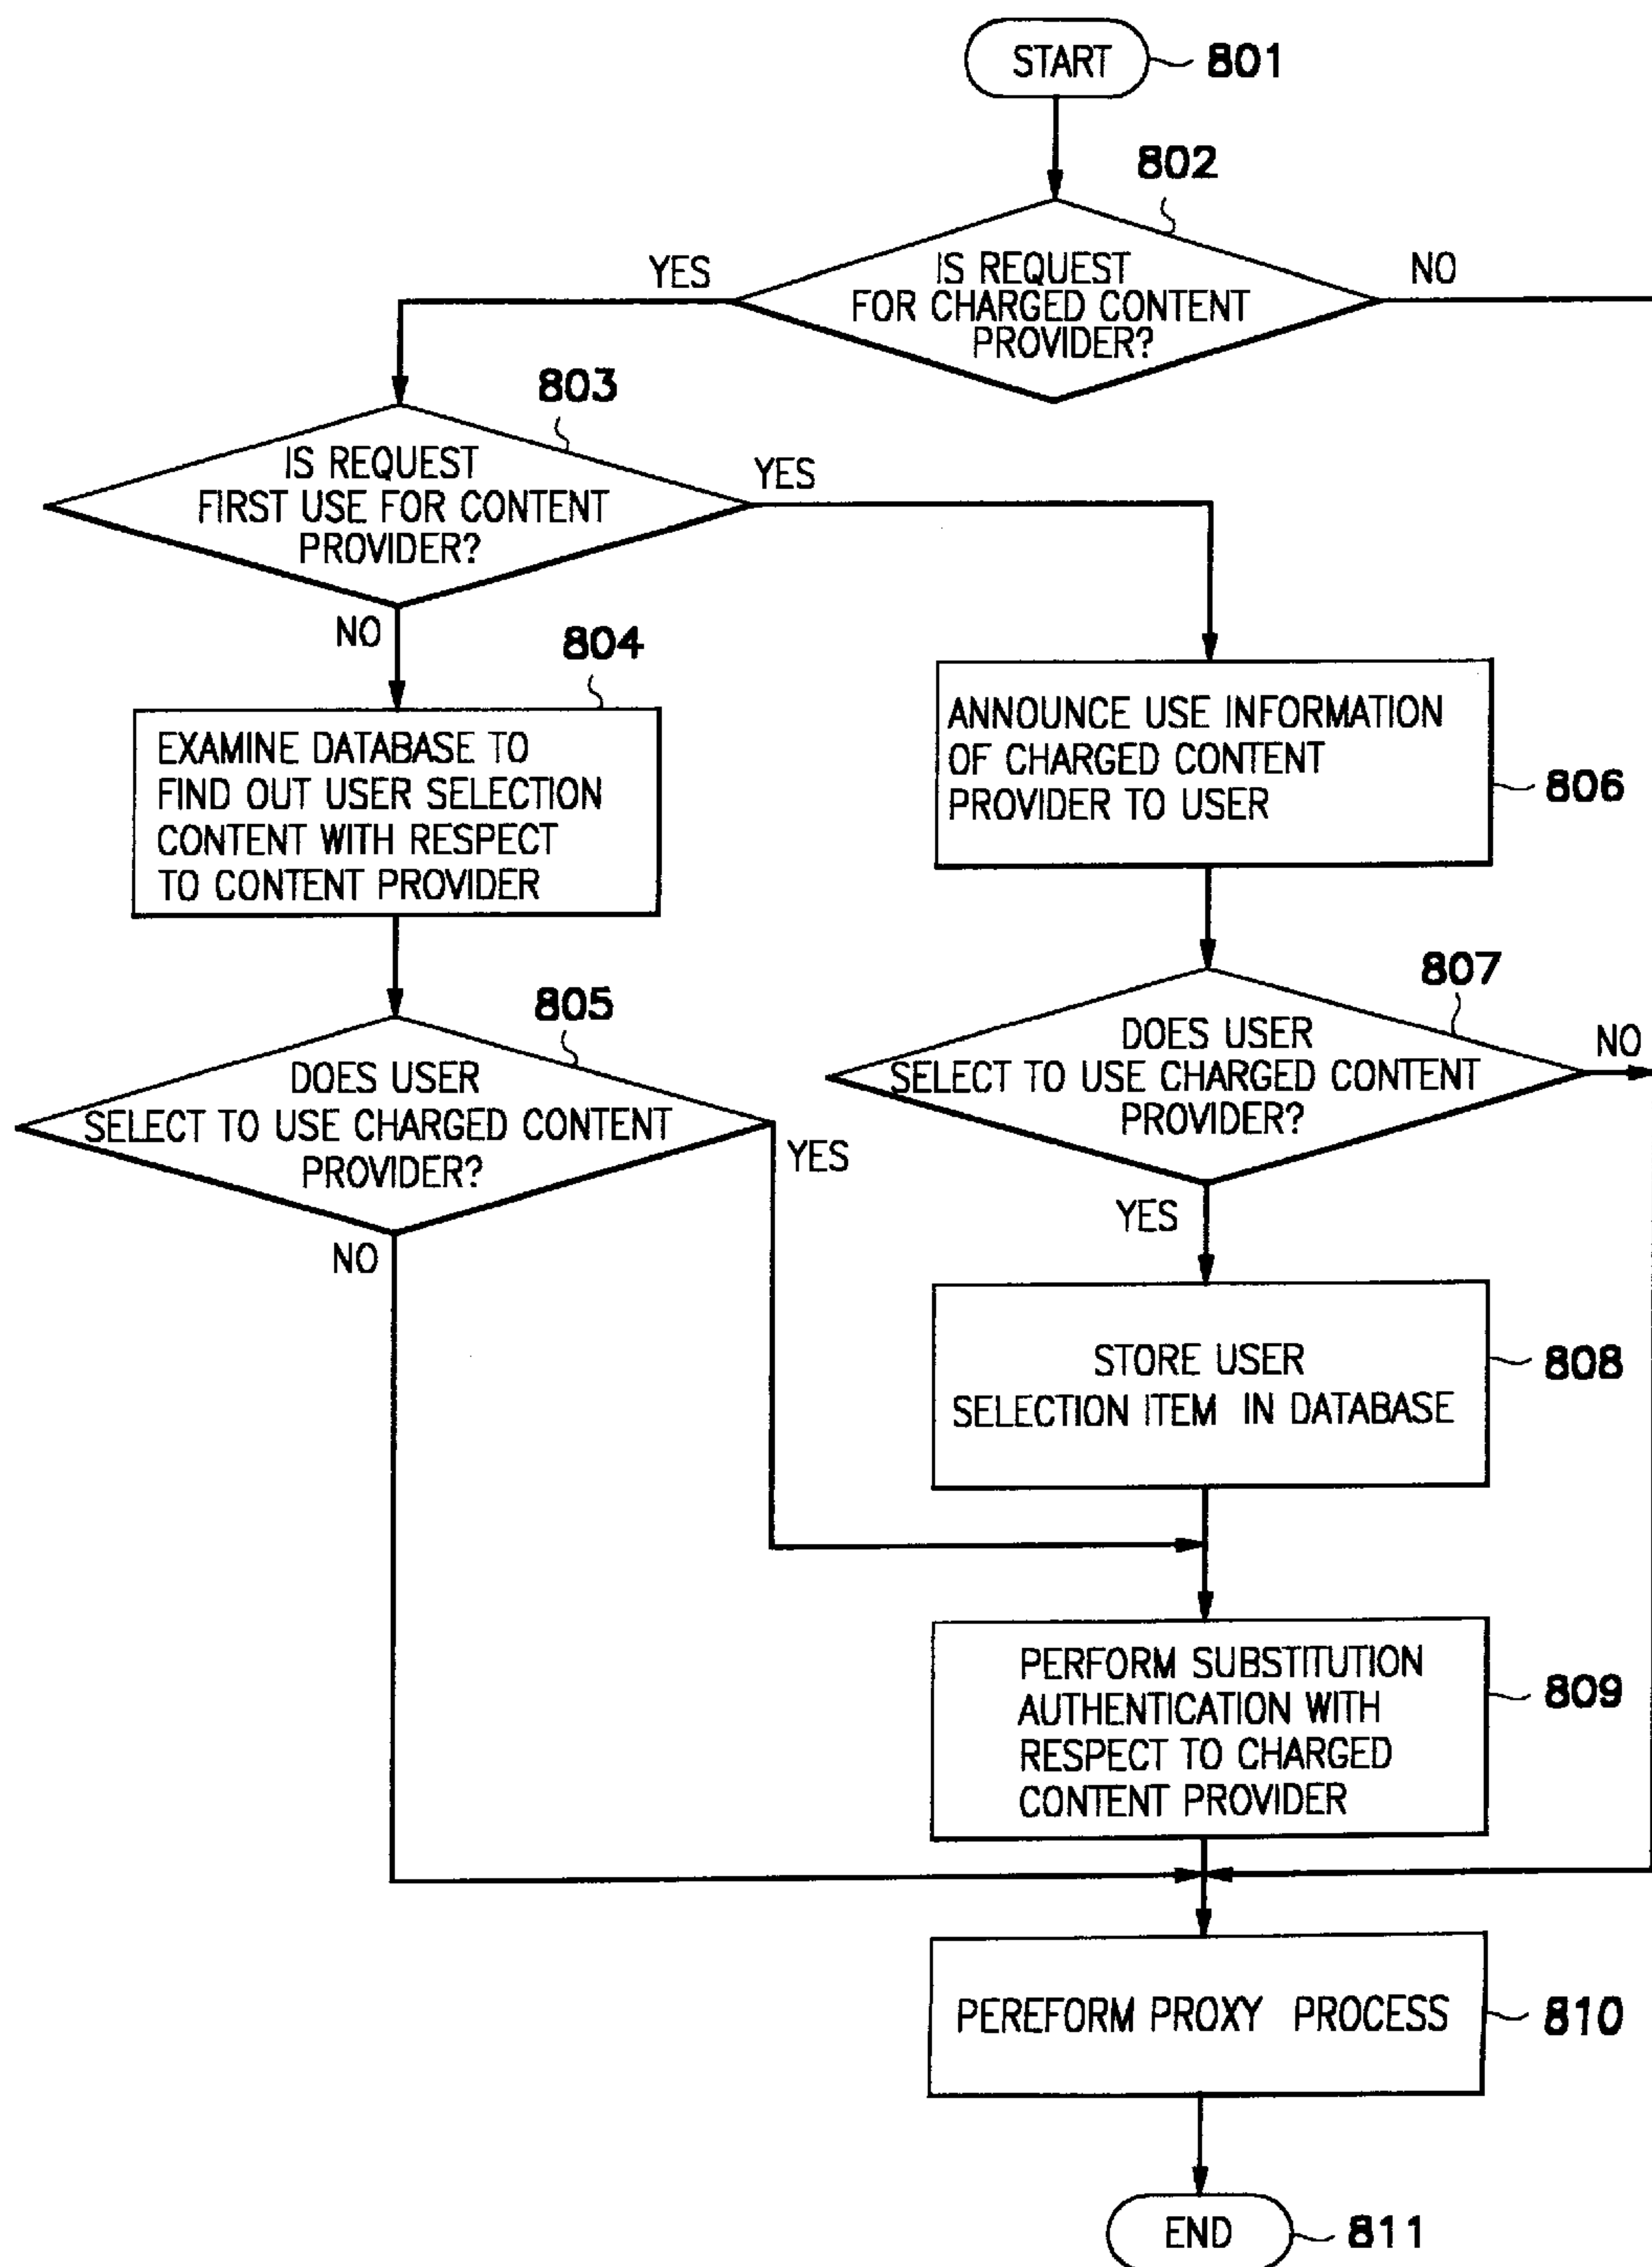 START
801
802
YES
IS REQUEST
FOR CHARGED CONTENT
PROVIDER?
NO
803
IS REQUEST
FIRST USE FOR CONTENT
PROVIDER?
YES
NO
804
EXAMINE DATABASE TO
FIND OUT USER SELECTION
CONTENT WITH RESPECT
TO CONTENT PROVIDER
ANNOUNCE USE INFORMATION
OF CHARGED CONTENT
PROVIDER TO USER
806
805
DOES USER
SELECT TO USE CHARGED CONTENT
PROVIDER?
YES
NO
807
DOES USER
SELECT TO USE CHARGED CONTENT
PROVIDER?
NO
YES
STORE USER
SELECTION ITEM IN DATABASE
808
PERFORM SUBSTITUTION
AUTHENTICATION WITH
RESPECT TO CHARGED
CONTENT PROVIDER
809
PEREFORM PROXY PROCESS
810
END
811